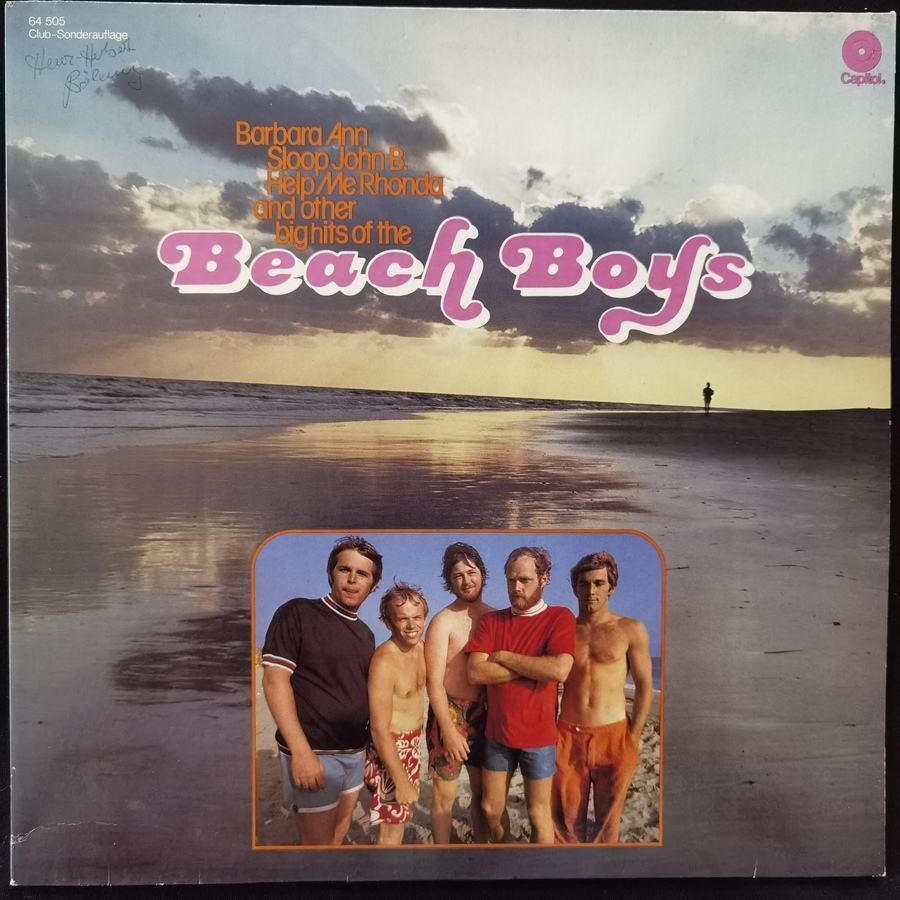 64 505
Club-Sonderauflage
Barbara Ann
Sloop John B.
Help Me Rhonda
and other
big hits of the
Beach Boys
Capitol®